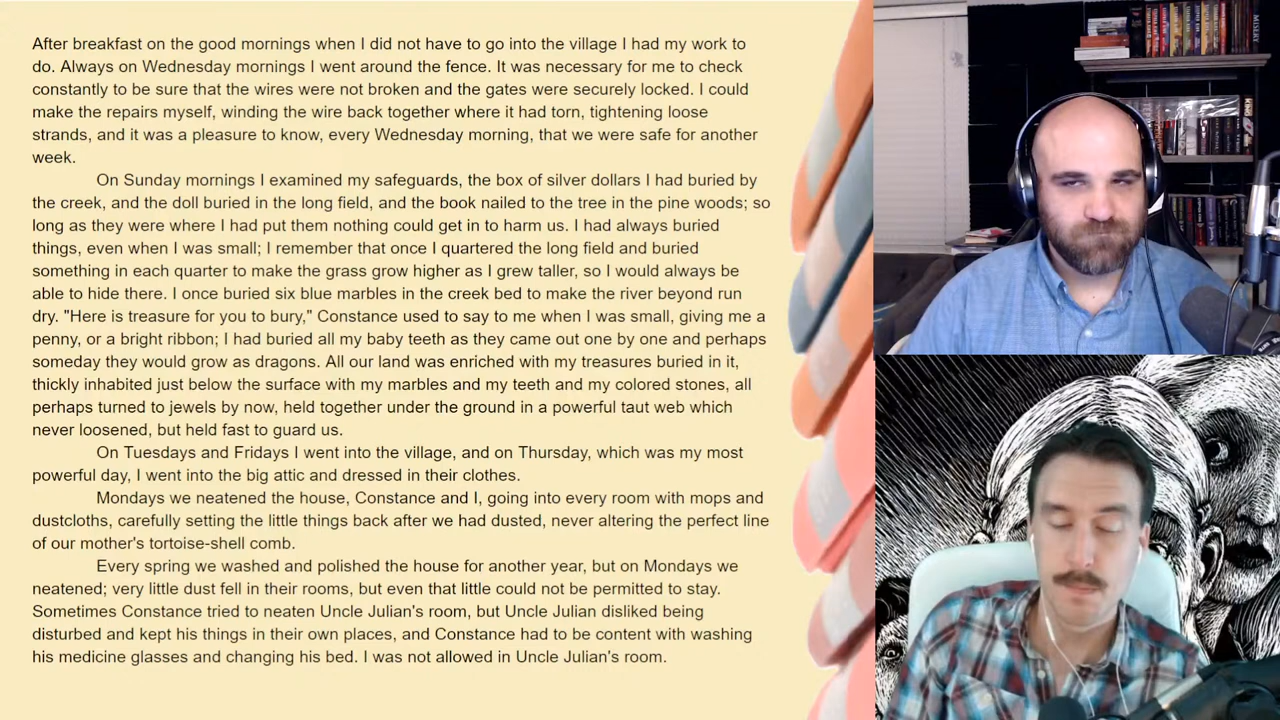 After breakfast on the good mornings when I did not have to go into the village I had my work to
do. Always on Wednesday mornings I went around the fence. It was necessary for me to check
constantly to be sure that the wires were not broken and the gates were securely locked. I could
make the repairs myself, winding the wire back together where it had torn, tightening loose
strands, and it was a pleasure to know, every Wednesday morning, that we were safe for another
week.
On Sunday mornings I examined my safeguards, the box of silver dollars I had buried by
the creek, and the doll buried in the long field, and the book nailed to the tree in the pine woods; so
long as they were where I had put them nothing could get in to harm us. I had always buried
things, even when I was small; I remember that once I quartered the long field and buried
something in each quarter to make the grass grow higher as I grew taller, so I would always be
able to hide there. I once buried six blue marbles in the creek bed to make the river beyond run
dry. "Here is treasure for you to bury," Constance used to say to me when I was small, giving me a
penny, or a bright ribbon; I had buried all my baby teeth as they came out one by one and perhaps
someday they would grow as dragons. All our land was enriched with my treasures buried in it,
thickly inhabited just below the surface with my marbles and my teeth and my colored stones, all
perhaps turned to jewels by now, held together under the ground in a powerful taut web which
never loosened, but held fast to guard us.
On Tuesdays and Fridays I went into the village, and on Thursday, which was my most
powerful day, I went into the big attic and dressed in their clothes.
Mondays we neatened the house, Constance and I, going into every room with mops and
dustcloths, carefully setting the little things back after we had dusted, never altering the perfect line
of our mother's tortoise-shell comb.
Every spring we washed and polished the house for another year, but on Mondays we
neatened; very little dust fell in their rooms, but even that little could not be permitted to stay.
Sometimes Constance tried to neaten Uncle Julian's room, but Uncle Julian disliked being
disturbed and kept his things in their own places, and Constance had to be content with washing
his medicine glasses and changing his bed. I was not allowed in Uncle Julian's room.
MISERY
KING